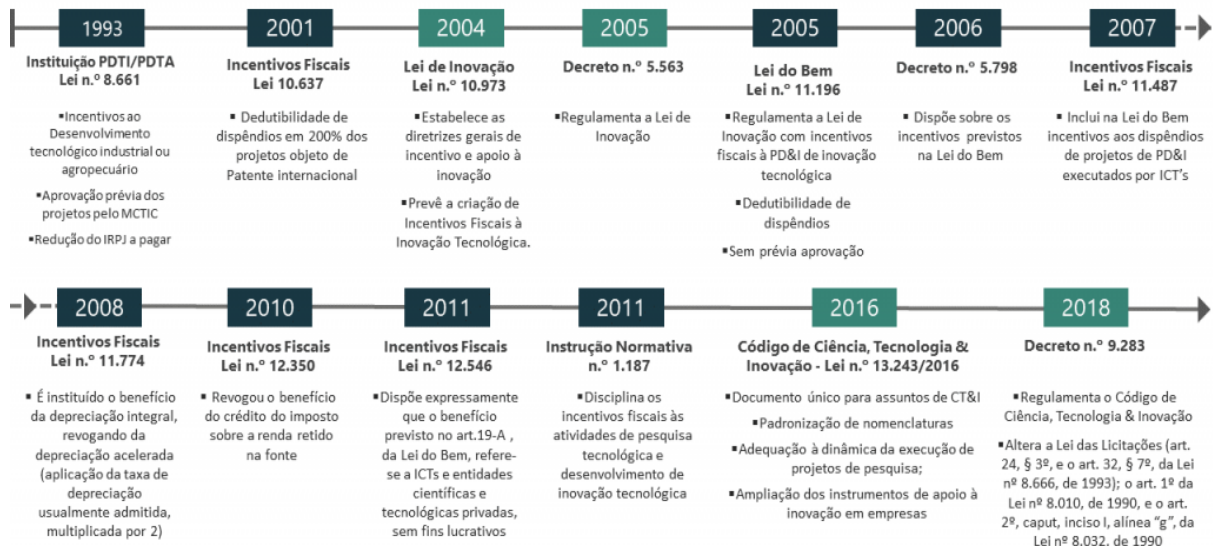 1993
Instituição PDTI/PDTA
Lei n.º 8.661
▪Incentivos ao
Desenvolvimento
tecnológico industrial ou
agropecuário
▪Aprovação prévia dos
projetos pelo MCTIC
▪Redução do IRPJ a pagar
2001
Incentivos Fiscais
Lei 10.637
▪ Dedutibilidade de
dispêndios em 200% dos
projetos objeto de
Patente internacional
2004
Lei de Inovação
Lei n.º 10.973
▪Estabelece as
diretrizes gerais de
incentivo e apoio à
inovação
▪Prevê a criação de
Incentivos Fiscais à
Inovação Tecnológica.
2005
Decreto n.º 5.563
▪Regulamenta a Lei de
Inovação
2005
Lei do Bem
Lei n.º 11.196
▪Regulamenta a Lei de
Inovação com incentivos
fiscais à PD&I de inovação
tecnológica
▪Dedutibilidade de
dispêndios
▪Sem prévia aprovação
2006
Decreto n.º 5.798
▪ Dispõe sobre os
incentivos previstos
na Lei do Bem
2007
Incentivos Fiscais
Lei n.º 11.487
▪ Inclui na Lei do Bem
incentivos aos dispêndios
de projetos de PD&I
executados por ICT’s
2008
Incentivos Fiscais
Lei n.º 11.774
▪ É instituído o benefício
da depreciação integral,
revogando da
depreciação acelerada
(aplicação da taxa de
depreciação
usualmente admitida,
multiplicada por 2)
2010
Incentivos Fiscais
Lei n.º 12.350
▪ Revogou o benefício
do crédito do imposto
sobre a renda retido
na fonte
2011
Incentivos Fiscais
Lei n.º 12.546
▪ Dispõe expressamente
que o benefício
previsto no art.19-A ,
da Lei do Bem, refere-
se a ICTs e entidades
científicas e
tecnológicas privadas,
sem fins lucrativos
2011
Instrução Normativa
n.º 1.187
▪ Disciplina os
incentivos fiscais às
atividades de pesquisa
tecnológica e
desenvolvimento de
inovação tecnológica
2016
Código de Ciência, Tecnologia &
Inovação - Lei n.º 13.243/2016
▪Documento único para assuntos de CT&I
▪Padronização de nomenclaturas
▪Adequação à dinâmica da execução de
projetos de pesquisa;
▪Ampliação dos instrumentos de apoio à
inovação em empresas
2018
Decreto n.º 9.283
▪Regulamenta o Código de
Ciência, Tecnologia & Inovação
▪Altera a Lei das Licitações (art.
24, § 3º, e o art. 32, § 7º, da Lei
nº 8.666, de 1993); o art. 1º da
Lei nº 8.010, de 1990, e o art.
2º, caput, inciso I, alínea “g”, da
Lei nº 8.032, de 1990